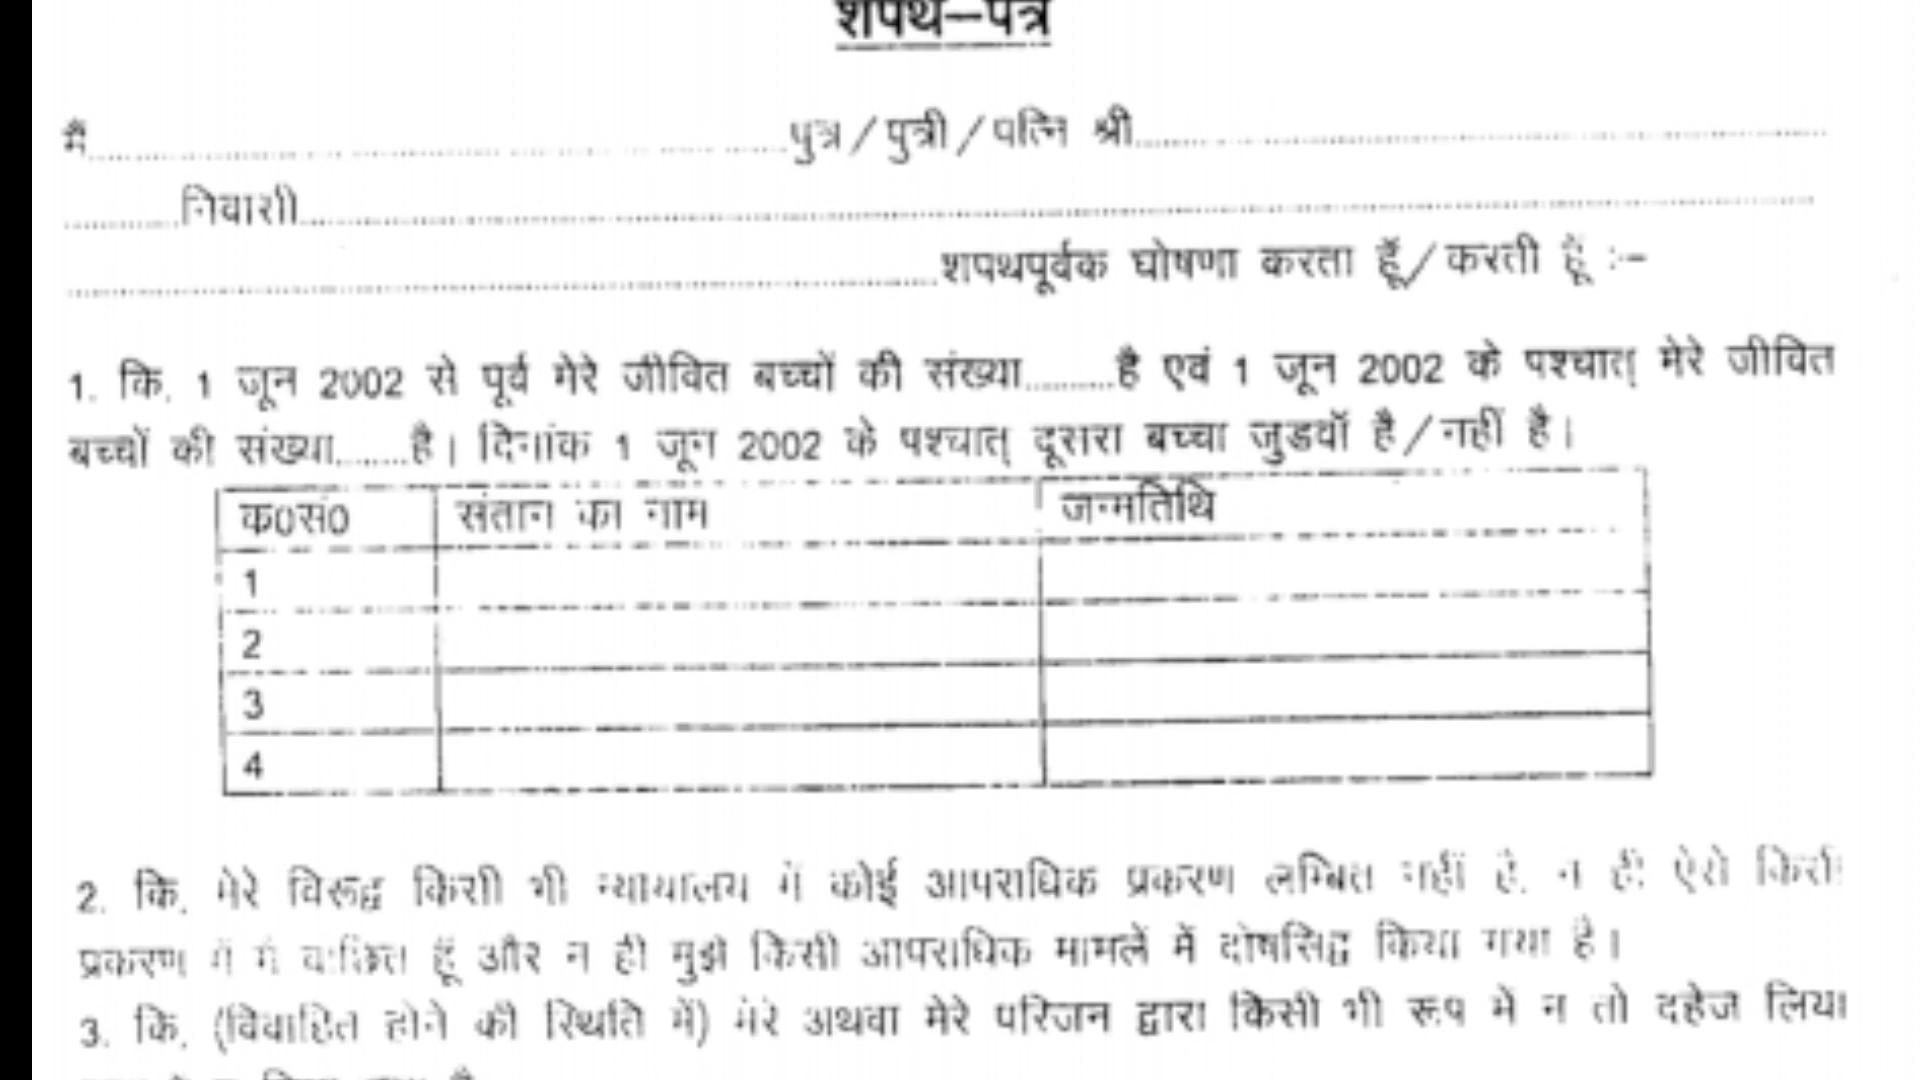 शपथ–पत्र
मैं.......................................................पुत्र/पुत्री/पत्नि श्री.......................................................
.........निवासी..............................................................................................................
.......................................................शपथपूर्वक घोषणा करता हूँ/करती हूँ :–
1. कि, 1 जून 2002 से पूर्व मेरे जीवित बच्चों की संख्या.........है एवं 1 जून 2002 के पश्चात् मेरे जीवित
बच्चों की संख्या........है। दिनांक 1 जून 2002 के पश्चात् दूसरा बच्चा जुडवॉ है/नहीं है।
क0सं0 संतान का नाम जन्मतिथि
1
2
3
4
2. कि, मेरे विरूद्ध किसी भी न्यायालय में कोई आपराधिक प्रकरण लम्बित नहीं है, न ही ऐसे किसी
प्रकरण में मैं वांछित हूँ और न ही मुझे किसी आपराधिक मामलें में दोषसिद्ध किया गया है।
3. कि, (विवाहित होने की स्थिति में) मेरे अथवा मेरे परिजन द्वारा किसी भी रूप में न तो दहेज लिया